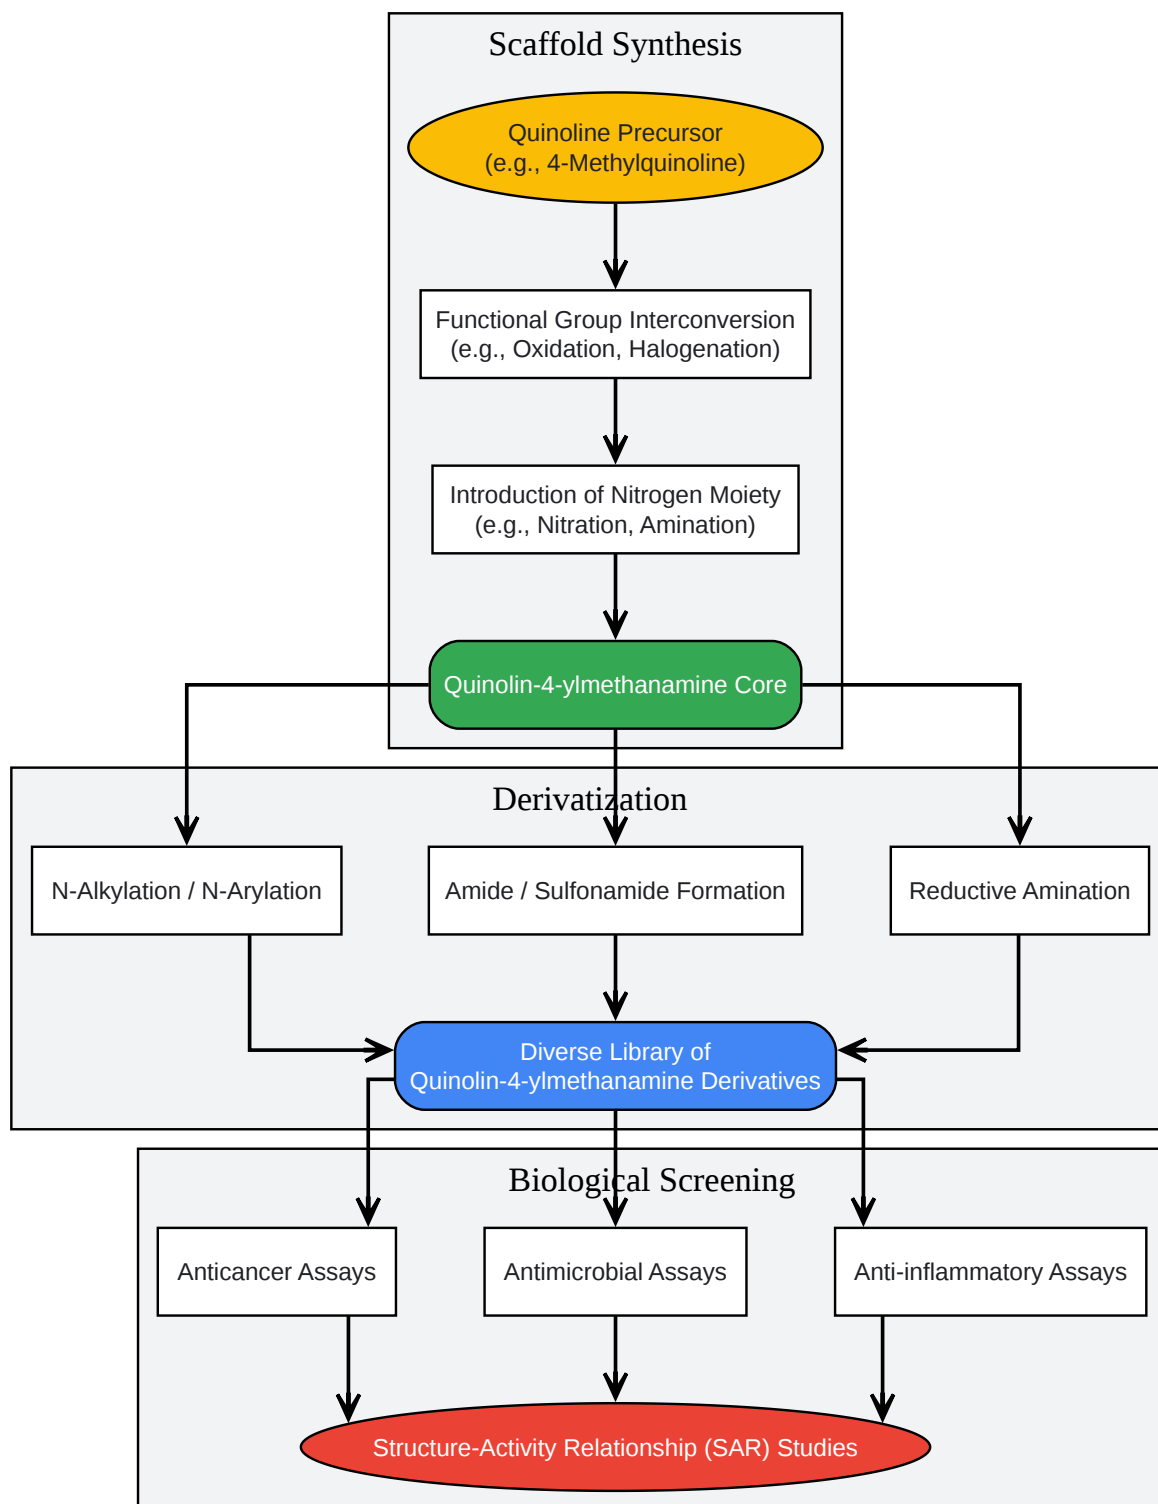 Scaffold Synthesis
Quinoline Precursor
(e.g., 4-Methylquinoline)
Functional Group Interconversion
(e.g., Oxidation, Halogenation)
Introduction of Nitrogen Moiety
(e.g., Nitration, Amination)
Quinolin-4-ylmethanamine Core
Derivatization
N-Alkylation / N-Arylation
Amide / Sulfonamide Formation
Reductive Amination
Diverse Library of
Quinolin-4-ylmethanamine Derivatives
Biological Screening
Anticancer Assays
Antimicrobial Assays
Anti-inflammatory Assays
Structure-Activity Relationship (SAR) Studies